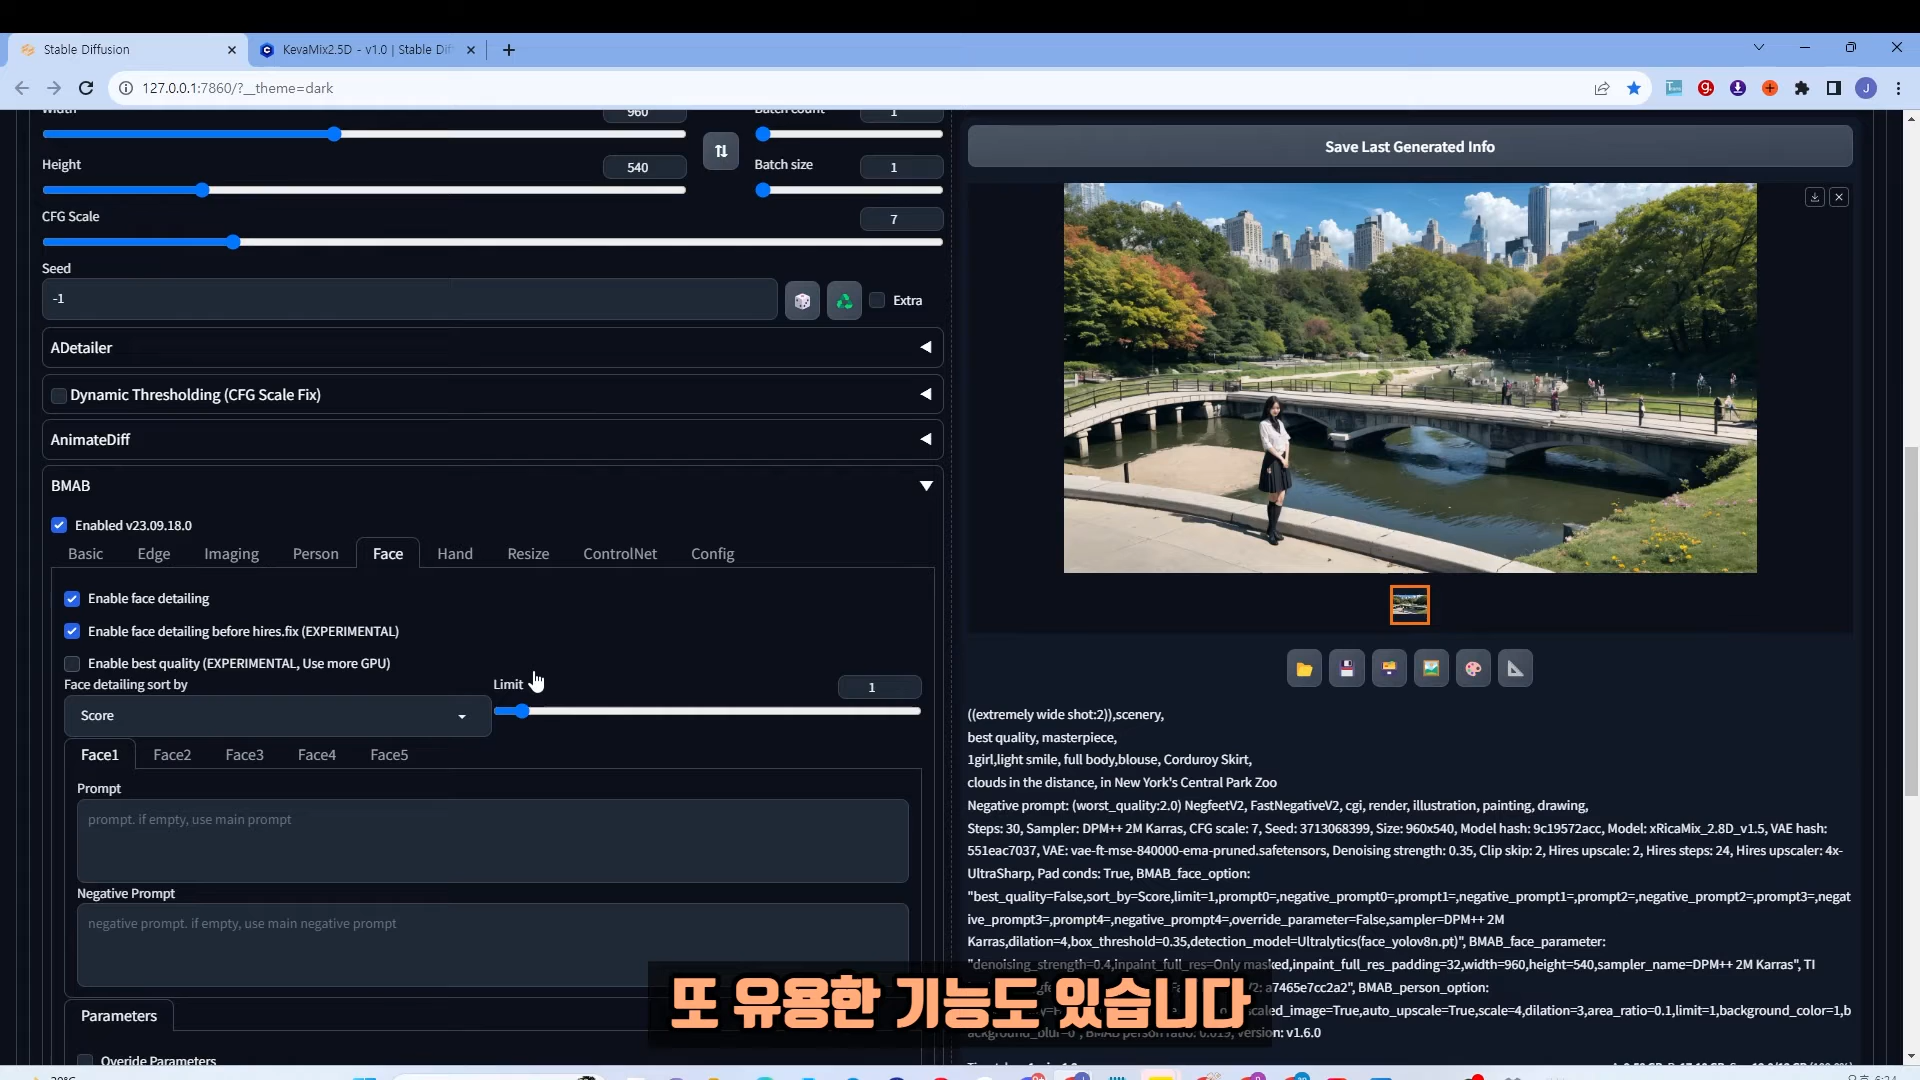 Stable Diffusion
KevaMix2.5D - v1.0 | Stable Dif
127.0.0.1:7860/?__theme=dark
Width
960
Batch count
1
Height
540
Batch size
1
CFG Scale
7
Seed
-1
Extra
ADetailer
Dynamic Thresholding (CFG Scale Fix)
AnimateDiff
BMAB
Enabled v23.09.18.0
Basic Edge Imaging Person Face Hand Resize ControlNet Config
Enable face detailing
Enable face detailing before hires.fix (EXPERIMENTAL)
Enable best quality (EXPERIMENTAL, Use more GPU)
Face detailing sort by
Score
Limit
1
Face1 Face2 Face3 Face4 Face5
Prompt
prompt. if empty, use main prompt
Negative Prompt
negative prompt. if empty, use main negative prompt
Parameters
Overide Parameters
Save Last Generated Info
((extremely wide shot:2)),scenery,
best quality, masterpiece,
1girl,light smile, full body,blouse, Corduroy Skirt,
clouds in the distance, in New York's Central Park Zoo
Negative prompt: (worst_quality:2.0) NegfeetV2, FastNegativeV2, cgi, render, illustration, painting, drawing,
Steps: 30, Sampler: DPM++ 2M Karras, CFG scale: 7, Seed: 3713068399, Size: 960x540, Model hash: 9c19572acc, Model: xRicaMix_2.8D_v1.5, VAE hash:
551eac7037, VAE: vae-ft-mse-840000-ema-pruned.safetensors, Denoising strength: 0.35, Clip skip: 2, Hires upscale: 2, Hires steps: 24, Hires upscaler: 4x-
UltraSharp, Pad conds: True, BMAB_face_option:
"best_quality=False,sort_by=Score,limit=1,prompt0=,negative_prompt0=,prompt1=,negative_prompt1=,prompt2=,negative_prompt2=,prompt3=,negat
ive_prompt3=,prompt4=,negative_prompt4=,override_parameter=False,sampler=DPM++ 2M
Karras,dilation=4,box_threshold=0.35,detection_model=Ultralytics(face_yolov8n.pt)", BMAB_face_parameter:
"denoising_strength=0.4,inpaint_full_res=Only masked,inpaint_full_res_padding=32,width=960,height=540,sampler_name=DPM++ 2M Karras", TI
a7465e7cc2a2", BMAB_person_option:
led_image=True,auto_upscale=True,scale=4,dilation=3,area_ratio=0.1,limit=1,background_color=1,b
version: v1.6.0
또 유용한 기능도 있습니다